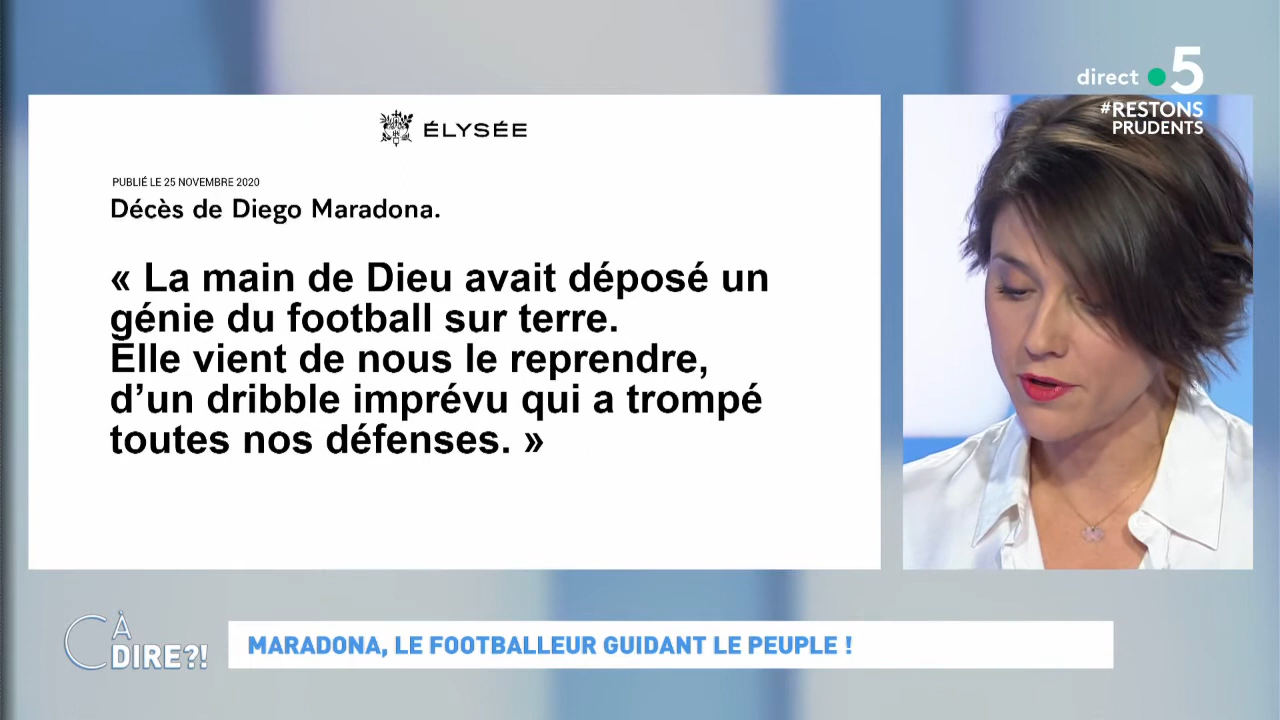 direct 5
#RESTONS
PRUDENTS
ÉLYSÉE
PUBLIÉ LE 25 NOVEMBRE 2020
Décès de Diego Maradona.
« La main de Dieu avait déposé un
génie du football sur terre.
Elle vient de nous le reprendre,
d’un dribble imprévu qui a trompé
toutes nos défenses. »
C À
DIRE?!
MARADONA, LE FOOTBALLEUR GUIDANT LE PEUPLE !